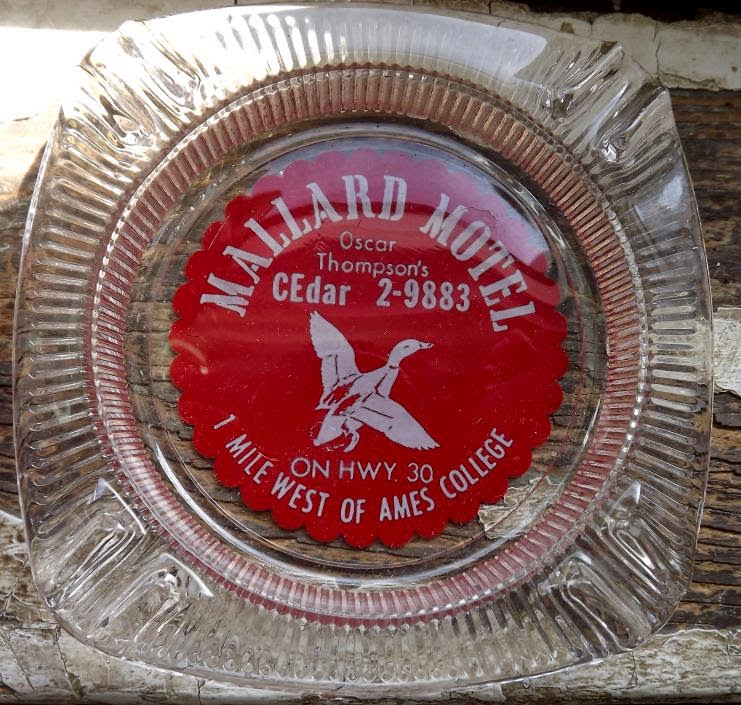 MALLARD MOTEL
Oscar
Thompson's
CEdar 2-9883
ON HWY. 30
1 MILE WEST OF AMES COLLEGE